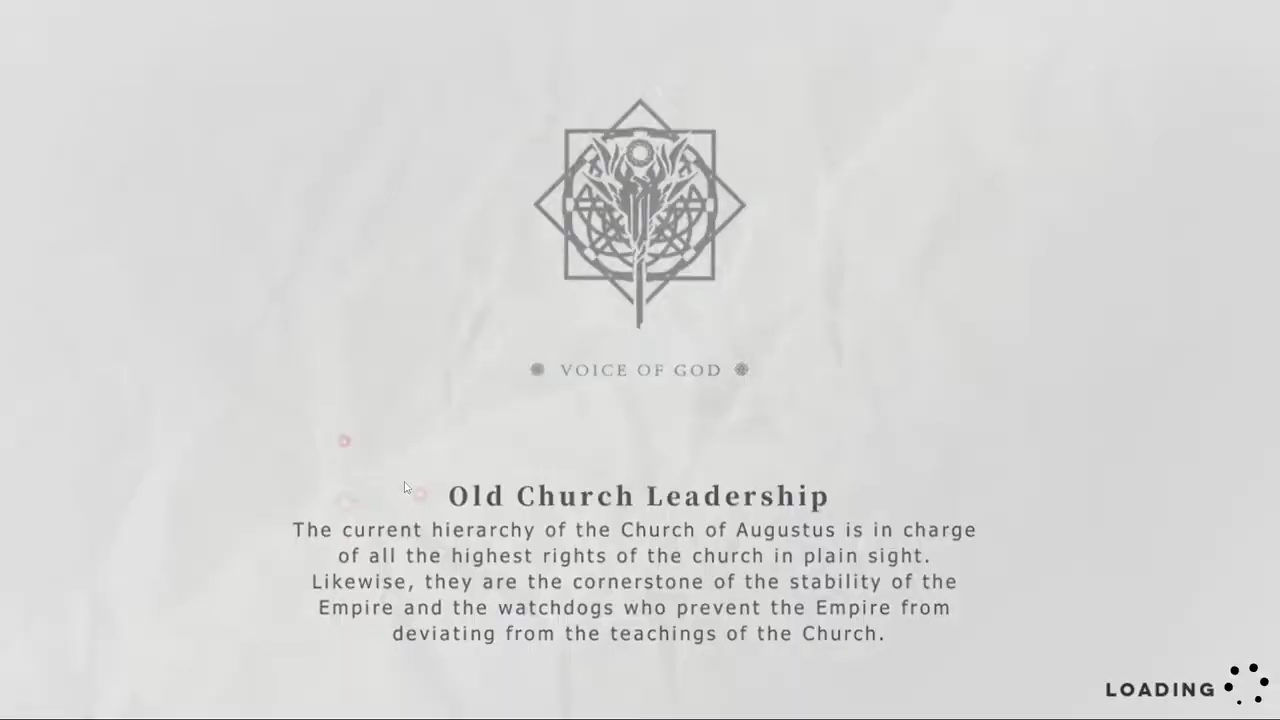 VOICE OF GOD
Old Church Leadership
The current hierarchy of the Church of Augustus is in charge
of all the highest rights of the church in plain sight.
Likewise, they are the cornerstone of the stability of the
Empire and the watchdogs who prevent the Empire from
deviating from the teachings of the Church.
LOADING